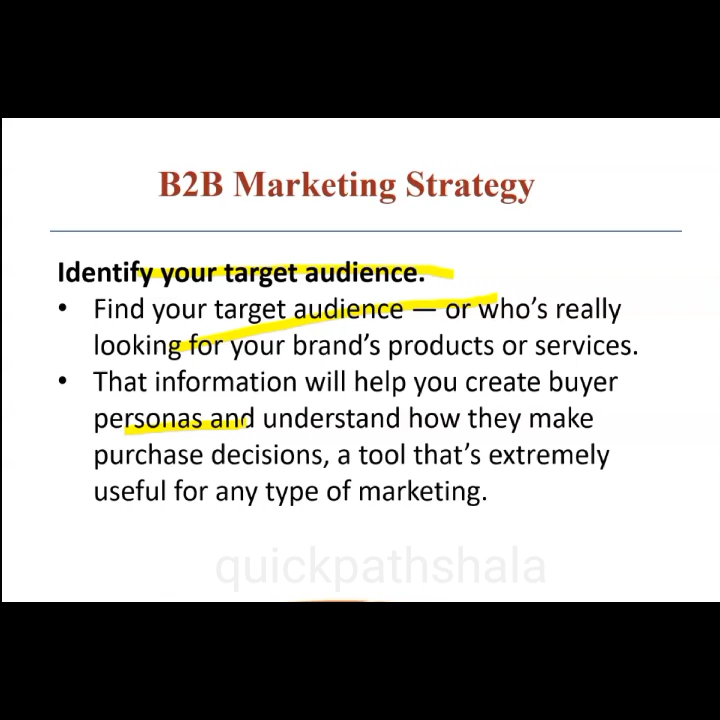 B2B Marketing Strategy
Identify your target audience.
• Find your target audience — or who's really
looking for your brand's products or services.
• That information will help you create buyer
personas and understand how they make
purchase decisions, a tool that's extremely
useful for any type of marketing.
quickpathshala